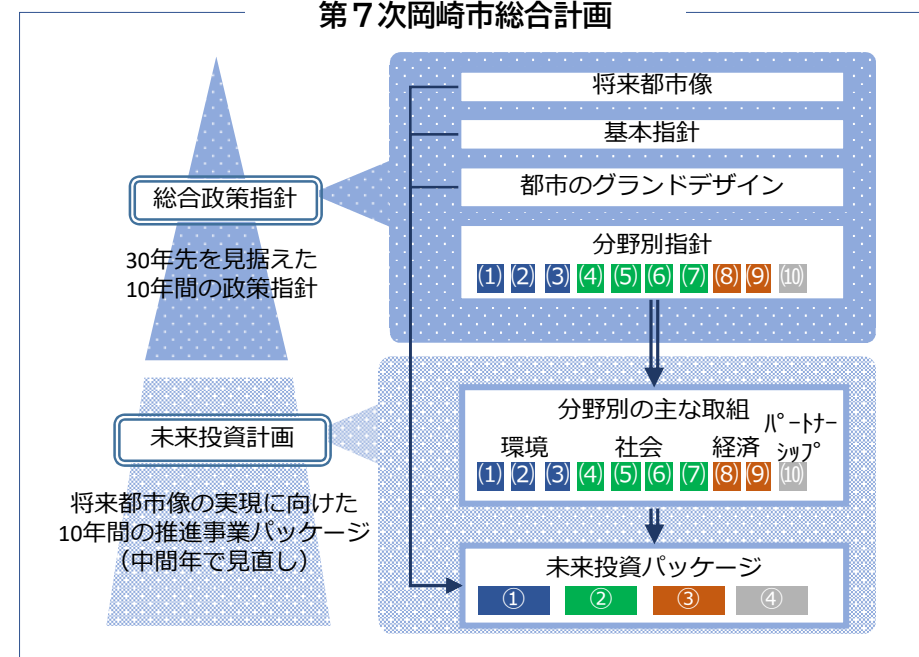 第７次岡崎市総合計画
総合政策指針
30年先を見据えた
10年間の政策指針
将来都市像
基本指針
都市のグランドデザイン
分野別指針
⑴ ⑵ ⑶ ⑷ ⑸ ⑹ ⑺ ⑻ ⑼ ⑽
未来投資計画
将来都市像の実現に向けた
10年間の推進事業パッケージ
（中間年で見直し）
分野別の主な取組
環境 社会 経済 ﾊﾟｰﾄﾅｰ
ｼｯﾌﾟ
⑴ ⑵ ⑶ ⑷ ⑸ ⑹ ⑺ ⑻ ⑼ ⑽
未来投資パッケージ
① ② ③ ④